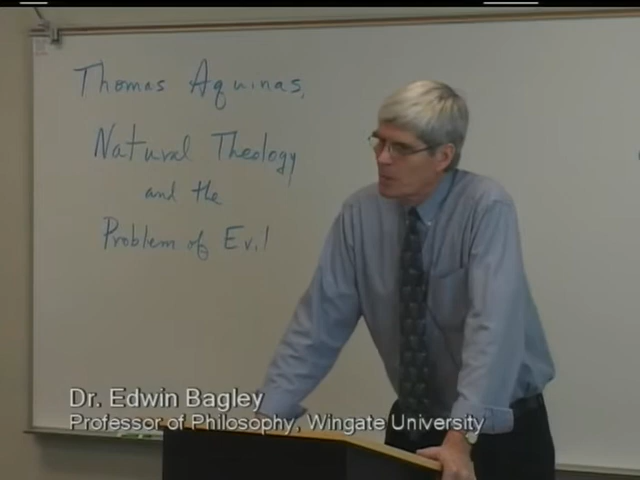 Thomas Aquinas,
Natural Theology
and the
Problem of Evil
Dr. Edwin Bagley
Professor of Philosophy, Wingate University